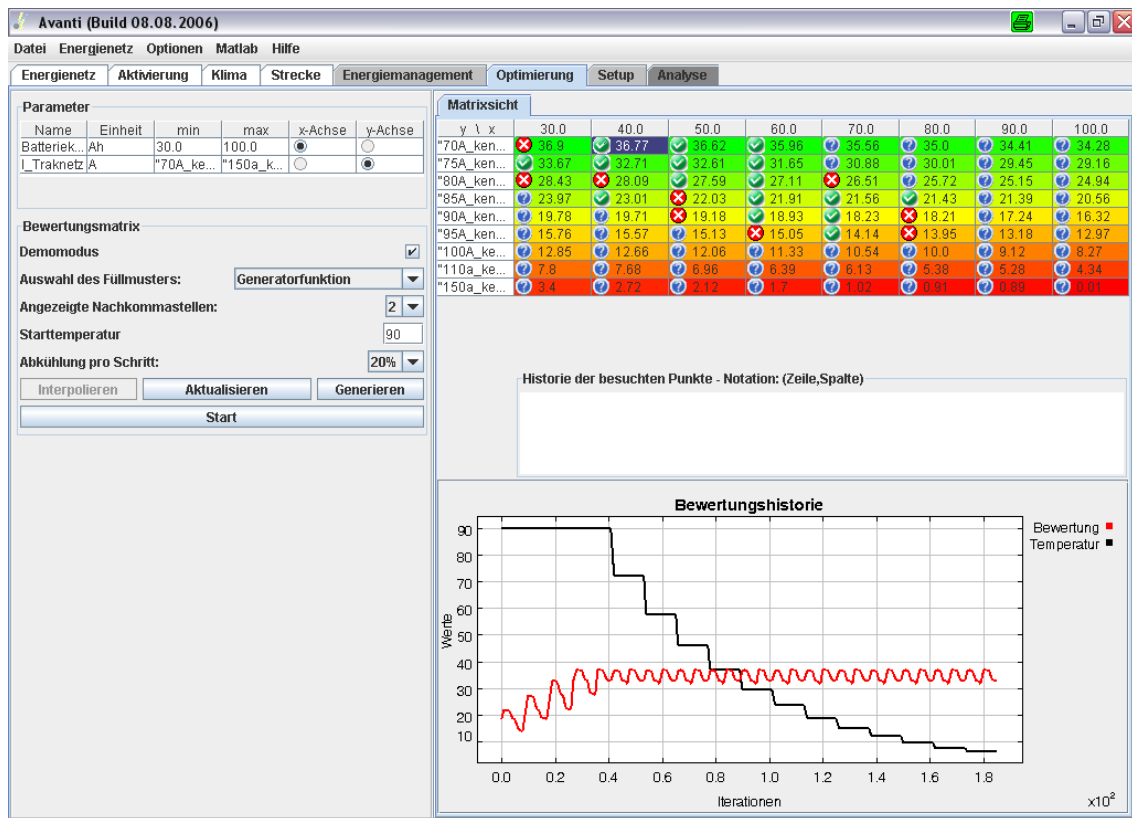 Avanti (Build 08.08.2006)
Datei Energienetz Optionen Matlab Hilfe
Energienetz Aktivierung Klima Strecke Energiemanagement Optimierung Setup Analyse
Parameter
Name Einheit min max x-Achse y-Achse
Batteriek... Ah 30.0 100.0
I_Traknetz A "70A_ke... "150a_k...
Bewertungsmatrix
Demomodus
Auswahl des Füllmusters: Generatorfunktion
Angezeigte Nachkommastellen: 2
Starttemperatur 90
Abkühlung pro Schritt: 20%
Interpolieren Aktualisieren Generieren
Start
Matrixsicht
y \ x 30.0 40.0 50.0 60.0 70.0 80.0 90.0 100.0
"70A_ken... 36.9 36.77 36.62 35.96 35.56 35.0 34.41 34.28
"75A_ken... 33.67 32.71 32.61 31.65 30.88 30.01 29.45 29.16
"80A_ken... 28.43 28.09 27.59 27.11 26.51 25.72 25.15 24.94
"85A_ken... 23.97 23.01 22.03 21.91 21.56 21.43 21.39 20.56
"90A_ken... 19.78 19.71 19.18 18.93 18.23 18.21 17.24 16.32
"95A_ken... 15.76 15.57 15.13 15.05 14.14 13.95 13.18 12.97
"100A_ke... 12.85 12.66 12.06 11.33 10.54 10.0 9.12 8.27
"110a_ke... 7.8 7.68 6.96 6.39 6.13 5.38 5.28 4.34
"150a_ke... 3.4 2.72 2.12 1.7 1.02 0.91 0.89 0.01
Historie der besuchten Punkte - Notation: (Zeile,Spalte)
Bewertungshistorie
Bewertung
Temperatur
90
80
70
60
50
40
30
20
10
Werte
0.0 0.2 0.4 0.6 0.8 1.0 1.2 1.4 1.6 1.8
Iterationen
x10²